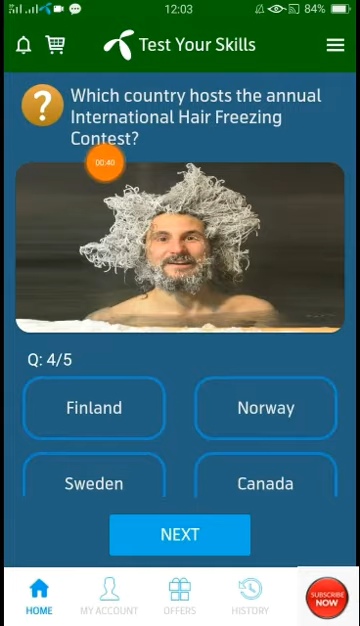 12:03
84%
Test Your Skills
Which country hosts the annual
International Hair Freezing
Contest?
00:40
Q: 4/5
Finland
Norway
Sweden
Canada
NEXT
HOME
MY ACCOUNT
OFFERS
HISTORY
SUBSCRIBE
NOW